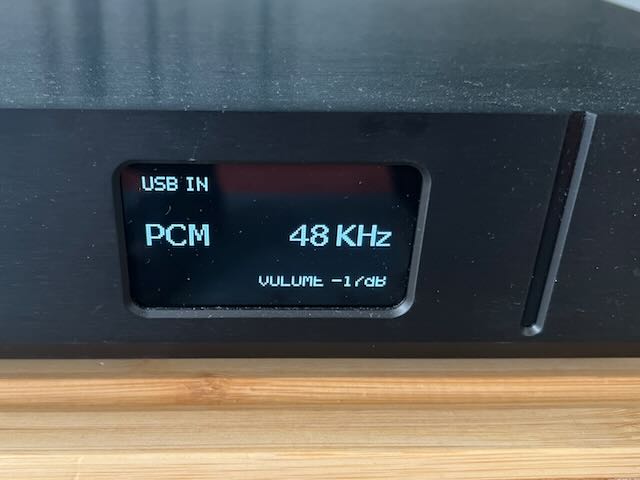 USB IN
PCM 48 KHz
VOLUME -17dB